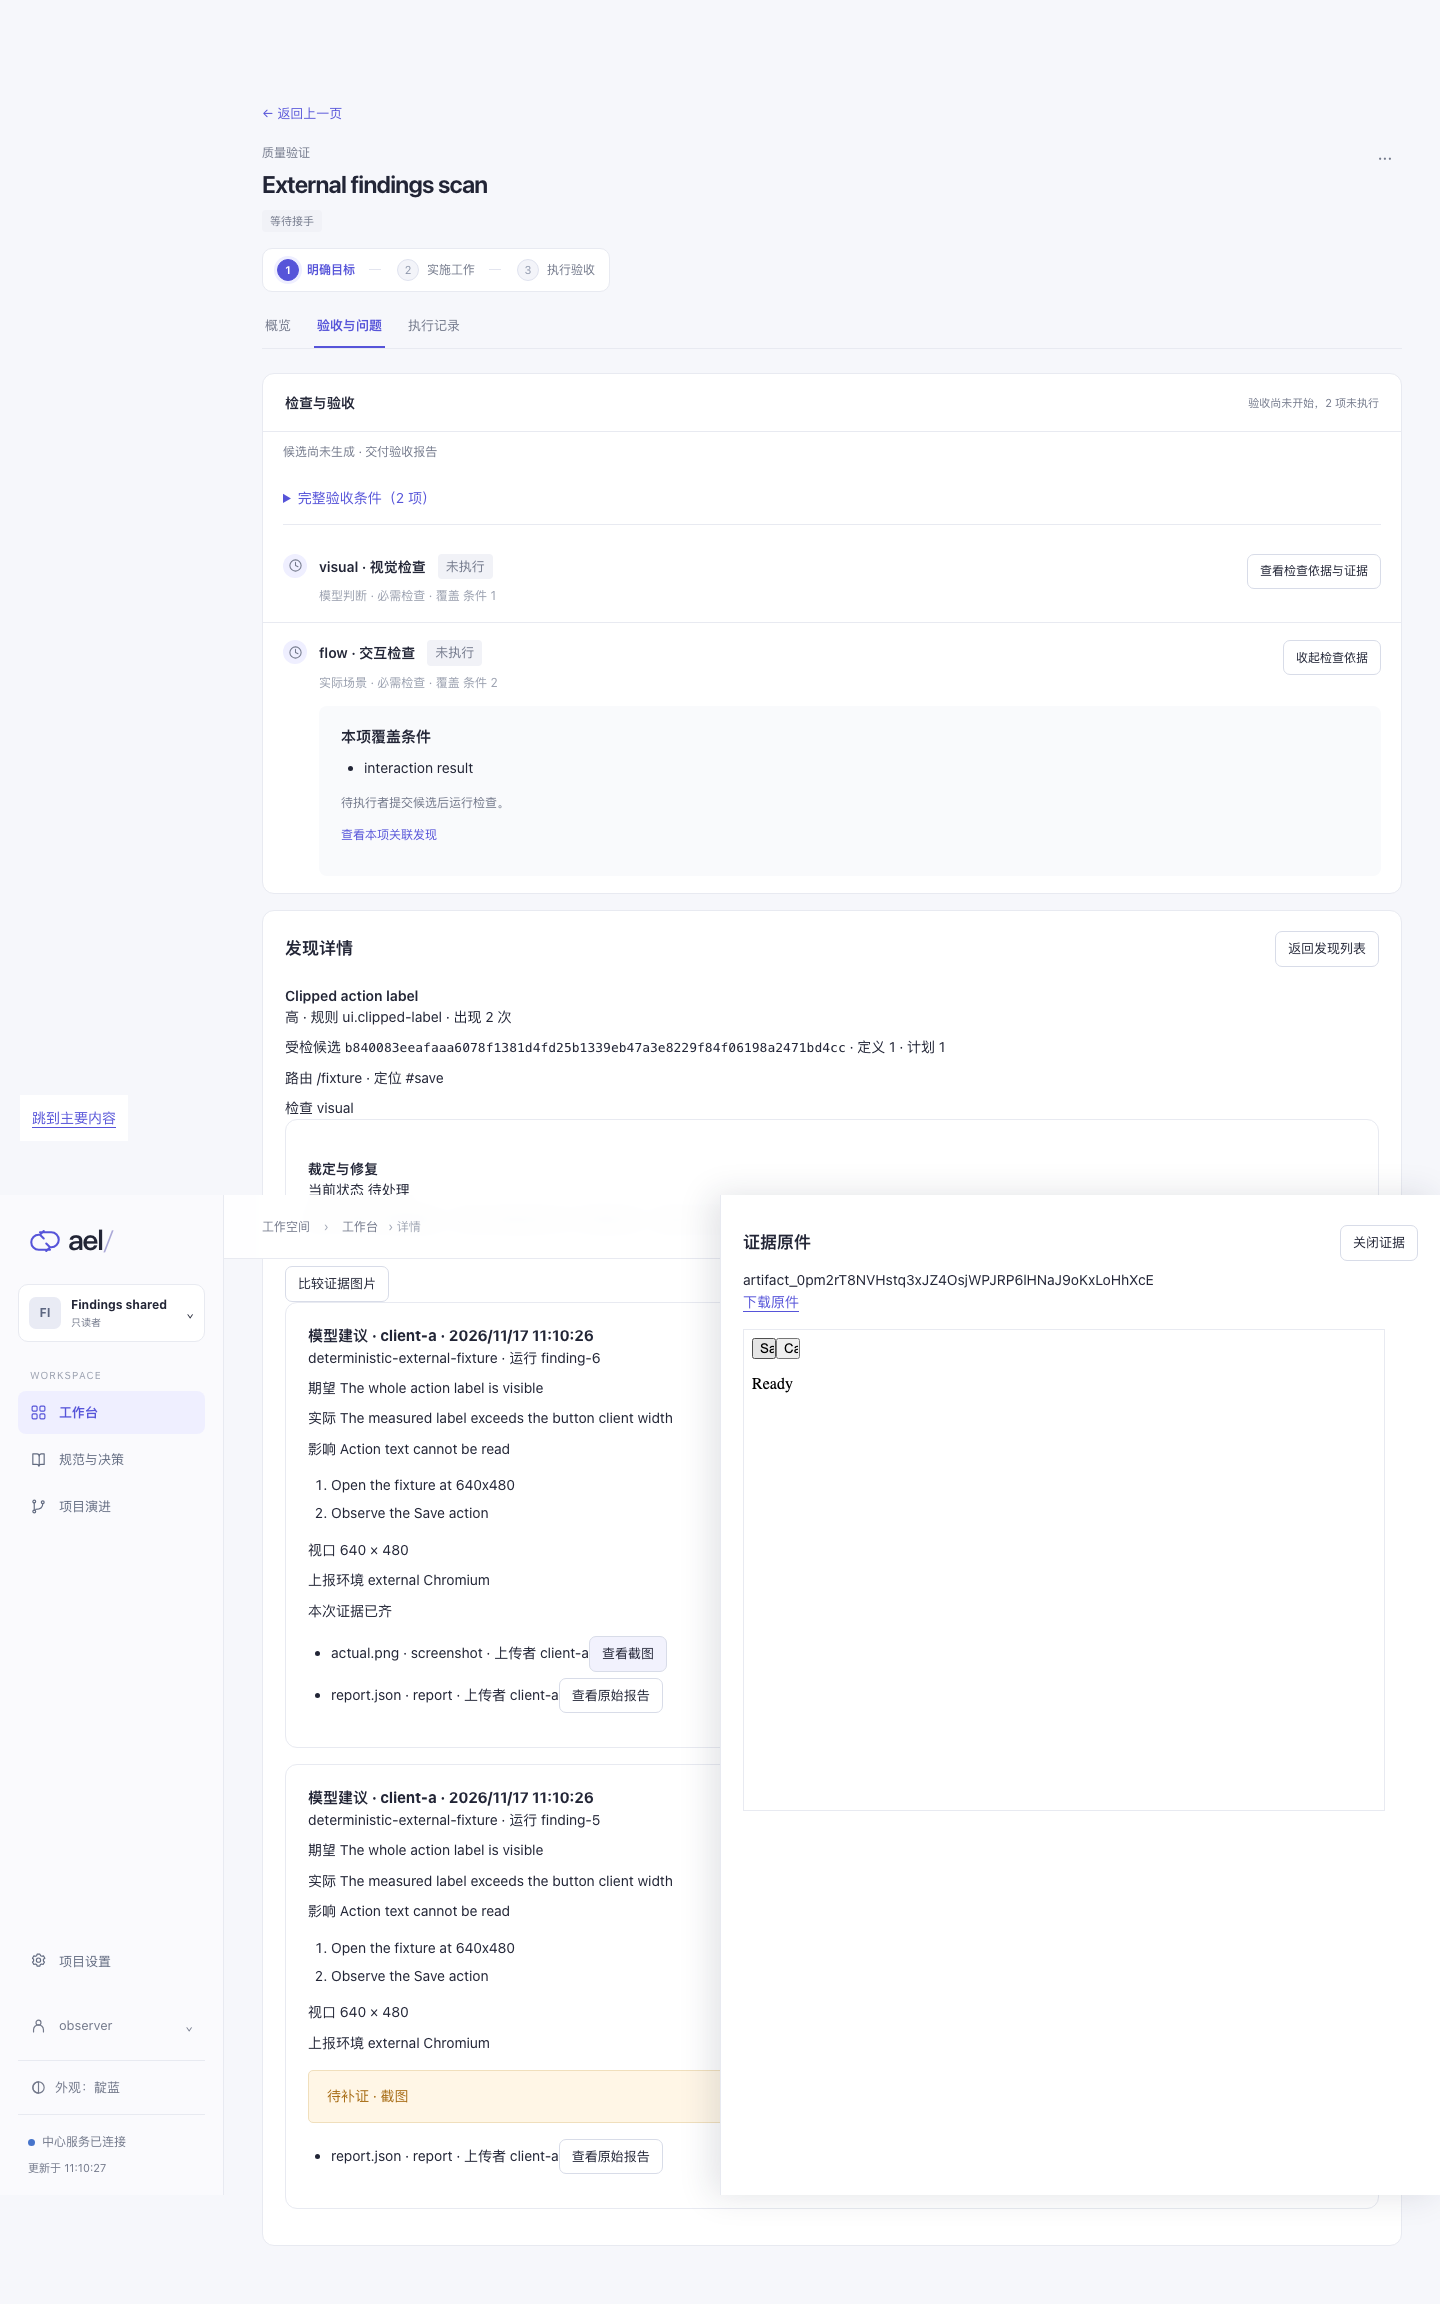 ← 返回上一页
质量验证
...
External findings scan
等待接手
1 明确目标 — 2 实施工作 — 3 执行验收
概览 验收与问题 执行记录
检查与验收 验收尚未开始，2 项未执行
候选尚未生成 · 交付验收报告
▶ 完整验收条件（2 项）
visual · 视觉检查 未执行 查看检查依据与证据
模型判断 · 必需检查 · 覆盖 条件 1
flow · 交互检查 未执行 收起检查依据
实际场景 · 必需检查 · 覆盖 条件 2
本项覆盖条件
• interaction result
待执行者提交候选后运行检查。
查看本项关联发现
发现详情 返回发现列表
Clipped action label
高 · 规则 ui.clipped-label · 出现 2 次
受检候选 b840083eeafaaa6078f1381d4fd25b1339eb47a3e8229f84f06198a2471bd4cc · 定义 1 · 计划 1
路由 /fixture · 定位 #save
检查 visual
跳到主要内容
裁定与修复
当前状态 待处理
ael/
FI Findings shared
只读者
WORKSPACE
工作台
规范与决策
项目演进
项目设置
observer
外观：靛蓝
中心服务已连接
更新于 11:10:27
工作空间 › 工作台 › 详情
比较证据图片
模型建议 · client-a · 2026/11/17 11:10:26
deterministic-external-fixture · 运行 finding-6
期望 The whole action label is visible
实际 The measured label exceeds the button client width
影响 Action text cannot be read
1. Open the fixture at 640x480
2. Observe the Save action
视口 640 × 480
上报环境 external Chromium
本次证据已齐
• actual.png · screenshot · 上传者 client-a 查看截图
• report.json · report · 上传者 client-a 查看原始报告
模型建议 · client-a · 2026/11/17 11:10:26
deterministic-external-fixture · 运行 finding-5
期望 The whole action label is visible
实际 The measured label exceeds the button client width
影响 Action text cannot be read
1. Open the fixture at 640x480
2. Observe the Save action
视口 640 × 480
上报环境 external Chromium
待补证 · 截图
• report.json · report · 上传者 client-a 查看原始报告
证据原件 关闭证据
artifact_0pm2rT8NVHstq3xJZ4OsjWPJRP6lHNaJ9oKxLoHhXcE
下载原件
Sa Ca
Ready